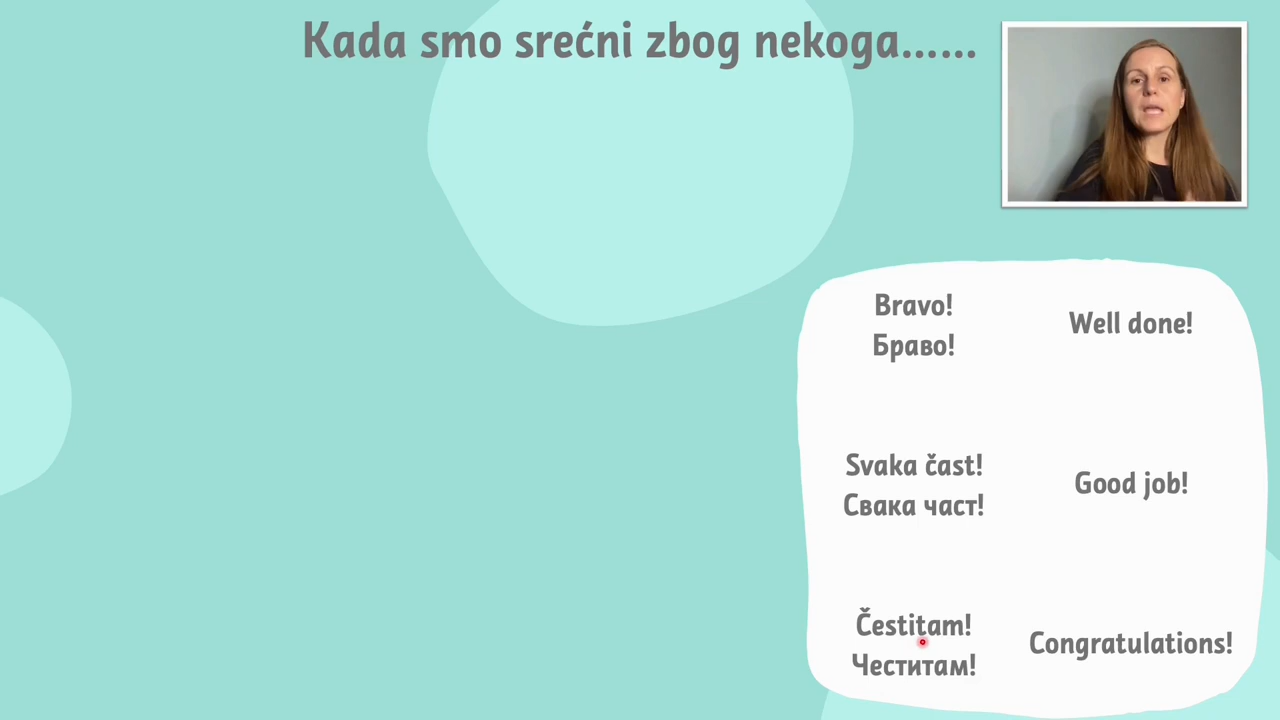 Kada smo srećni zbog nekoga......
Bravo!
Браво!
Well done!
Svaka čast!
Свака част!
Good job!
Čestitam!
Честитам!
Congratulations!